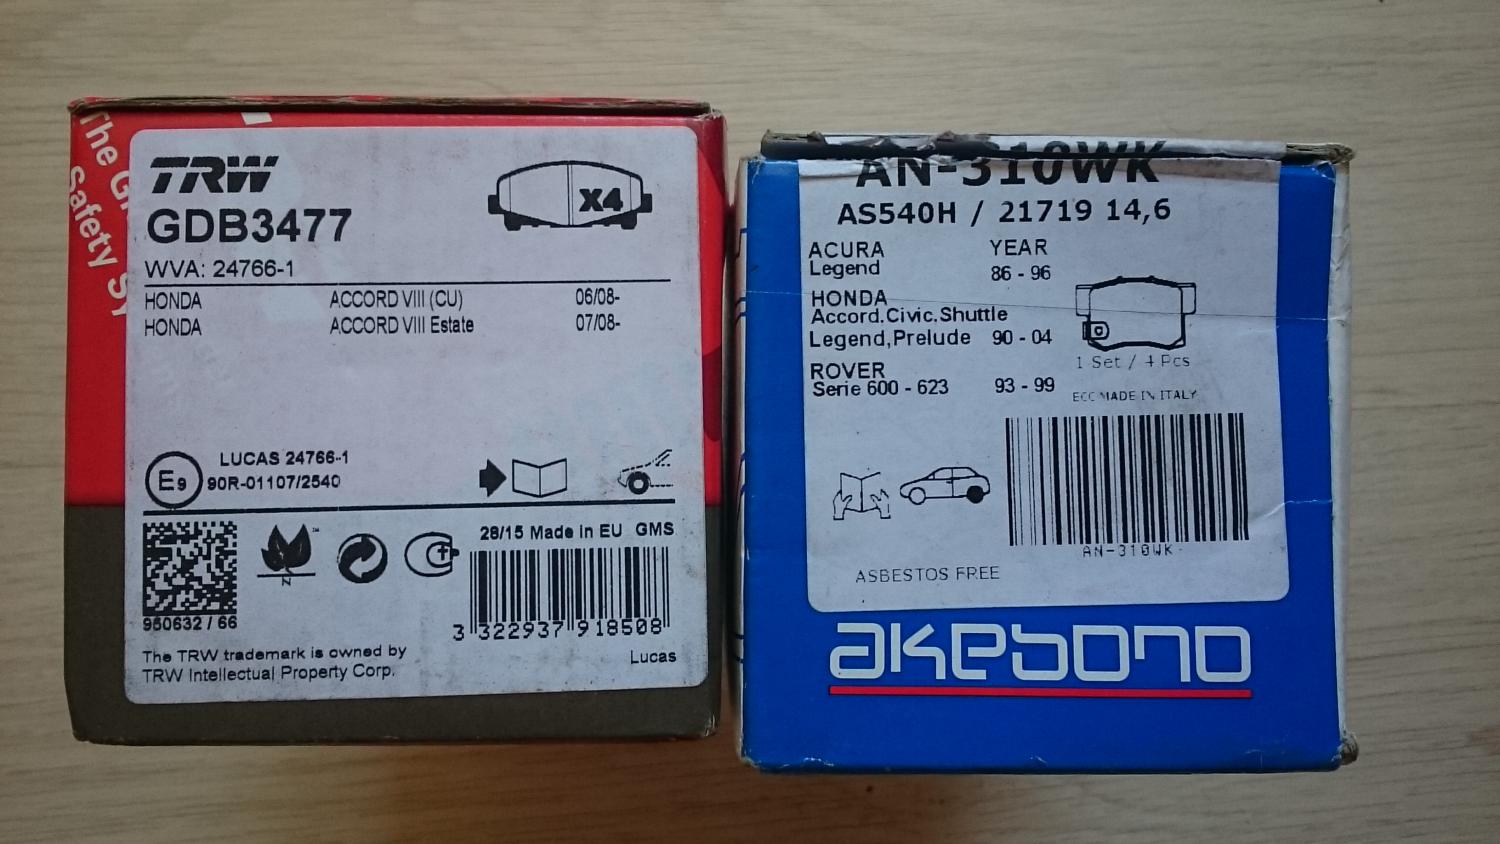 The
Safety Sy
TRW
X4
GDB3477
WVA: 24766-1
HONDA ACCORD VIII (CU) 06/08-
HONDA ACCORD VIII Estate 07/08-
LUCAS 24766-1
E9 90R-01107/2540
28/15 Made in EU GMS
N
950632 / 66
3 322937 918508
The TRW trademark is owned by
TRW Intellectual Property Corp.
Lucas
AN-310WK
AS540H / 21719 14,6
ACURA YEAR
Legend 86 - 96
HONDA
Accord.Civic.Shuttle
Legend,Prelude 90 - 04
1 Set / 4 Pcs
ROVER
Serie 600 - 623 93 - 99
ECC MADE IN ITALY
AN-310WK
ASBESTOS FREE
akebono